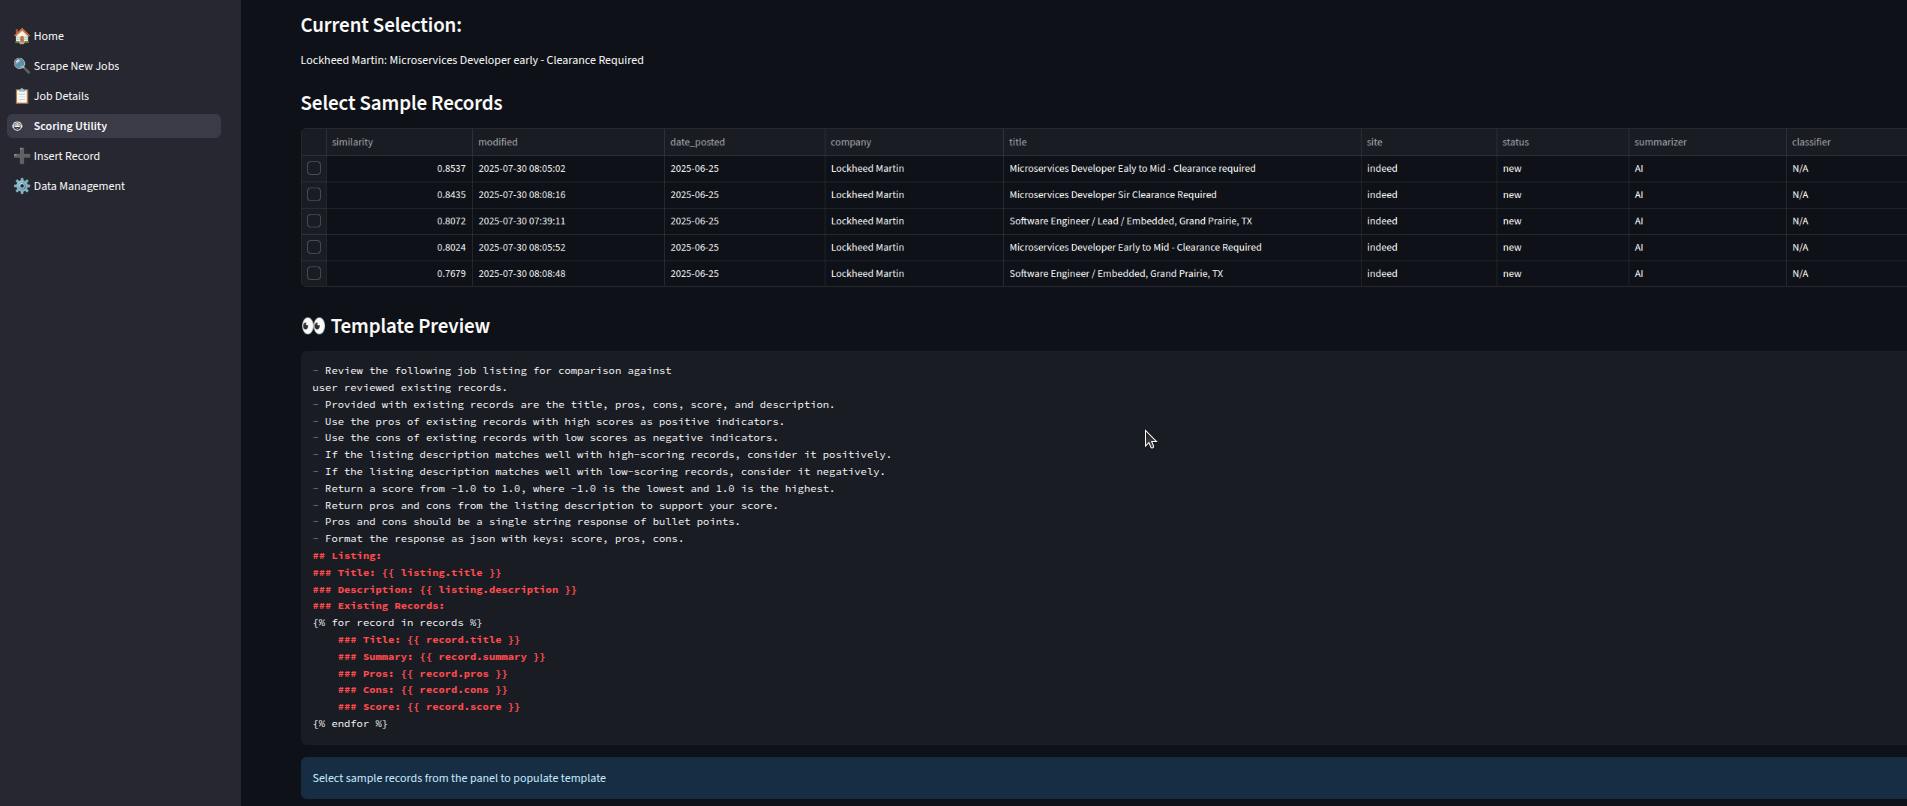 Home
Scrape New Jobs
Job Details
Scoring Utility
Insert Record
Data Management
Current Selection:
Lockheed Martin: Microservices Developer early - Clearance Required
Select Sample Records
similarity modified date_posted company title site status summarizer classifier
0.8537 2025-07-30 08:05:02 2025-06-25 Lockheed Martin Microservices Developer Ealy to Mid - Clearance required indeed new AI N/A
0.8435 2025-07-30 08:08:16 2025-06-25 Lockheed Martin Microservices Developer Sir Clearance Required indeed new AI N/A
0.8072 2025-07-30 07:39:11 2025-06-25 Lockheed Martin Software Engineer / Lead / Embedded, Grand Prairie, TX indeed new AI N/A
0.8024 2025-07-30 08:05:52 2025-06-25 Lockheed Martin Microservices Developer Early to Mid - Clearance Required indeed new AI N/A
0.7679 2025-07-30 08:08:48 2025-06-25 Lockheed Martin Software Engineer / Embedded, Grand Prairie, TX indeed new AI N/A
👀 Template Preview
- Review the following job listing for comparison against
user reviewed existing records.
- Provided with existing records are the title, pros, cons, score, and description.
- Use the pros of existing records with high scores as positive indicators.
- Use the cons of existing records with low scores as negative indicators.
- If the listing description matches well with high-scoring records, consider it positively.
- If the listing description matches well with low-scoring records, consider it negatively.
- Return a score from -1.0 to 1.0, where -1.0 is the lowest and 1.0 is the highest.
- Return pros and cons from the listing description to support your score.
- Pros and cons should be a single string response of bullet points.
- Format the response as json with keys: score, pros, cons.
## Listing:
### Title: {{ listing.title }}
### Description: {{ listing.description }}
### Existing Records:
{% for record in records %}
### Title: {{ record.title }}
### Summary: {{ record.summary }}
### Pros: {{ record.pros }}
### Cons: {{ record.cons }}
### Score: {{ record.score }}
{% endfor %}
Select sample records from the panel to populate template